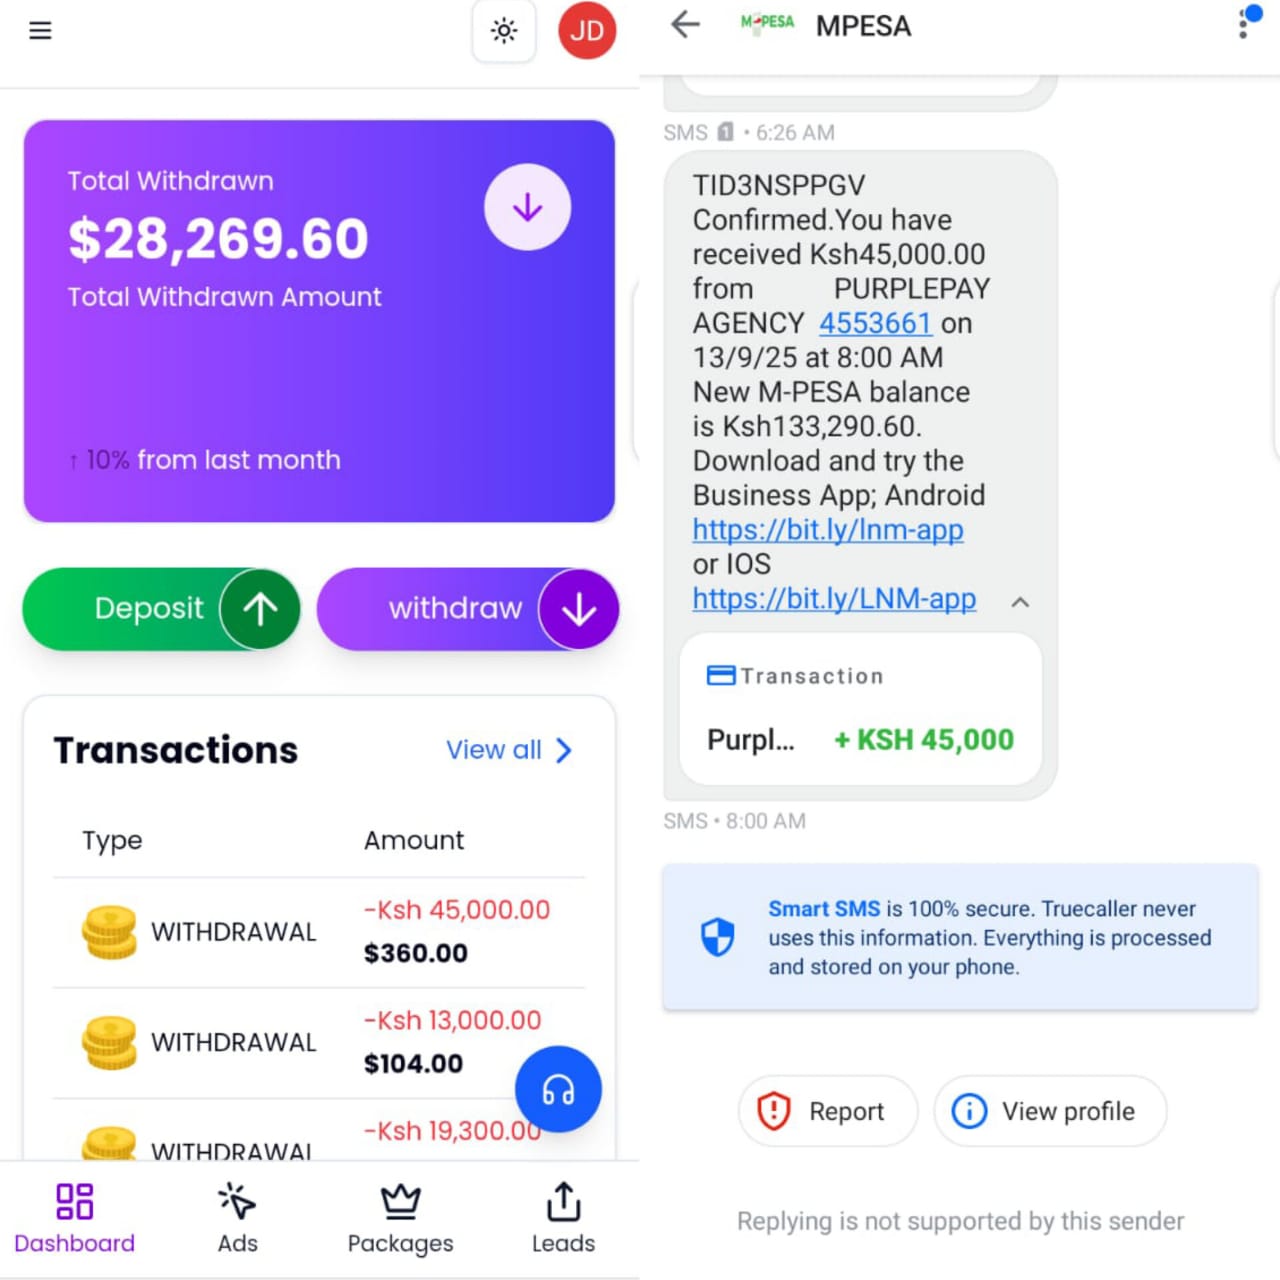 JD
Total Withdrawn
$28,269.60
Total Withdrawn Amount
↑ 10% from last month
Deposit
withdraw
Transactions
View all
Type Amount
WITHDRAWAL
-Ksh 45,000.00
$360.00
WITHDRAWAL
-Ksh 13,000.00
$104.00
WITHDRAWAL
-Ksh 19,300.00
Dashboard
Ads
Packages
Leads
M-PESA
MPESA
SMS 1 • 6:26 AM
TID3NSPPGV
Confirmed.You have
received Ksh45,000.00
from PURPLEPAY
AGENCY 4553661 on
13/9/25 at 8:00 AM
New M-PESA balance
is Ksh133,290.60.
Download and try the
Business App; Android
https://bit.ly/lnm-app
or IOS
https://bit.ly/LNM-app
Transaction
Purpl... + KSH 45,000
SMS • 8:00 AM
Smart SMS is 100% secure. Truecaller never
uses this information. Everything is processed
and stored on your phone.
Report
View profile
Replying is not supported by this sender